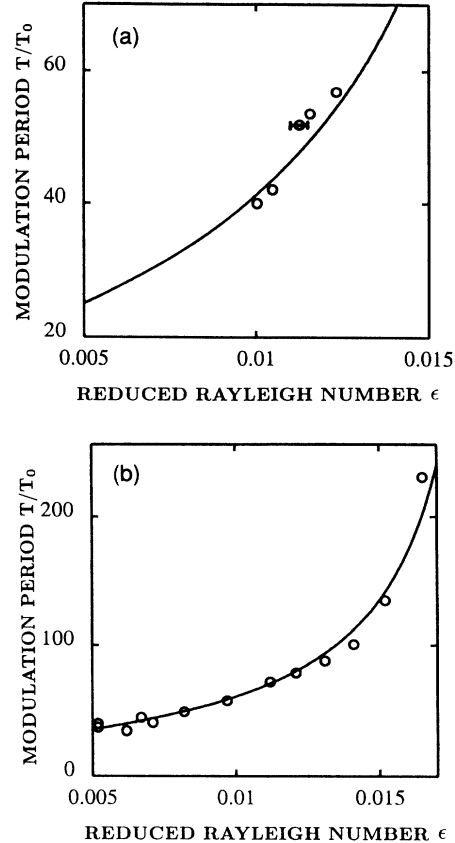 (a)
MODULATION PERIOD T/T₀
60
40
20
0.005 0.01 0.015
REDUCED RAYLEIGH NUMBER ϵ
(b)
MODULATION PERIOD T/T₀
200
100
0
0.005 0.01 0.015
REDUCED RAYLEIGH NUMBER ϵ